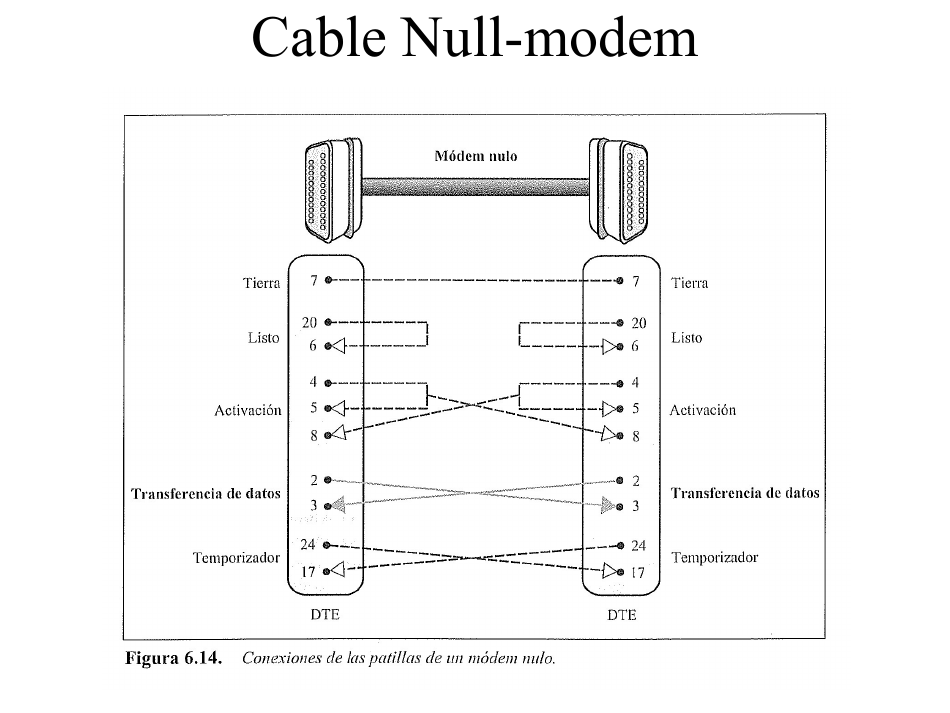 Cable Null-modem
Módem nulo
Tierra 7 7 Tierra
20 20
Listo Listo
6 6
4 4
Activación 5 5 Activación
8 8
2 2
Transferencia de datos Transferencia de datos
3 3
24 24
Temporizador Temporizador
17 17
DTE DTE
Figura 6.14. Conexiones de las patillas de un módem nulo.